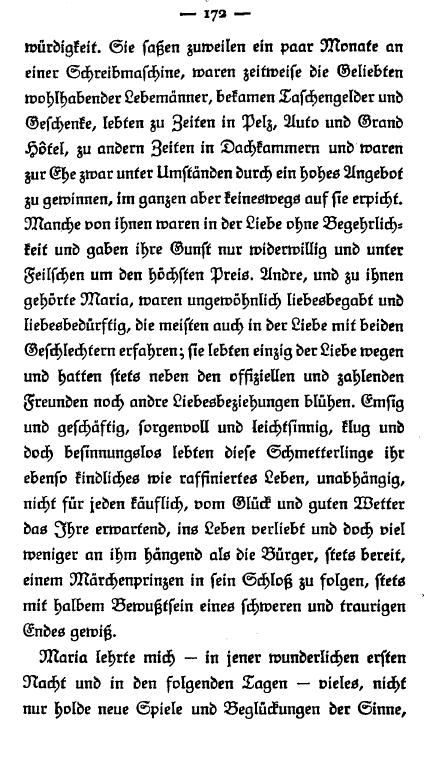 — 172 —
würdigkeit. Sie saßen zuweilen ein paar Monate an
einer Schreibmaschine, waren zeitweise die Geliebten
wohlhabender Lebemänner, bekamen Taschengelder und
Geschenke, lebten zu Zeiten in Pelz, Auto und Grand
Hôtel, zu andern Zeiten in Dachkammern und waren
zur Ehe zwar unter Umständen durch ein hohes Angebot
zu gewinnen, im ganzen aber keineswegs auf sie erpicht.
Manche von ihnen waren in der Liebe ohne Begehrlich-
keit und gaben ihre Gunst nur widerwillig und unter
Feilschen um den höchsten Preis. Andre, und zu ihnen
gehörte Maria, waren ungewöhnlich liebesbegabt und
liebesbedürftig, die meisten auch in der Liebe mit beiden
Geschlechtern erfahren; sie lebten einzig der Liebe wegen
und hatten stets neben den offiziellen und zahlenden
Freunden noch andre Liebesbeziehungen blühen. Emsig
und geschäftig, sorgenvoll und leichtsinnig, klug und
doch besinnungslos lebten diese Schmetterlinge ihr
ebenso kindliches wie raffiniertes Leben, unabhängig,
nicht für jeden käuflich, vom Glück und guten Wetter
das Ihre erwartend, ins Leben verliebt und doch viel
weniger an ihm hängend als die Bürger, stets bereit,
einem Märchenprinzen in sein Schloß zu folgen, stets
mit halbem Bewußtsein eines schweren und traurigen
Endes gewiß.
Maria lehrte mich — in jener wunderlichen ersten
Nacht und in den folgenden Tagen — vieles, nicht
nur holde neue Spiele und Beglückungen der Sinne,